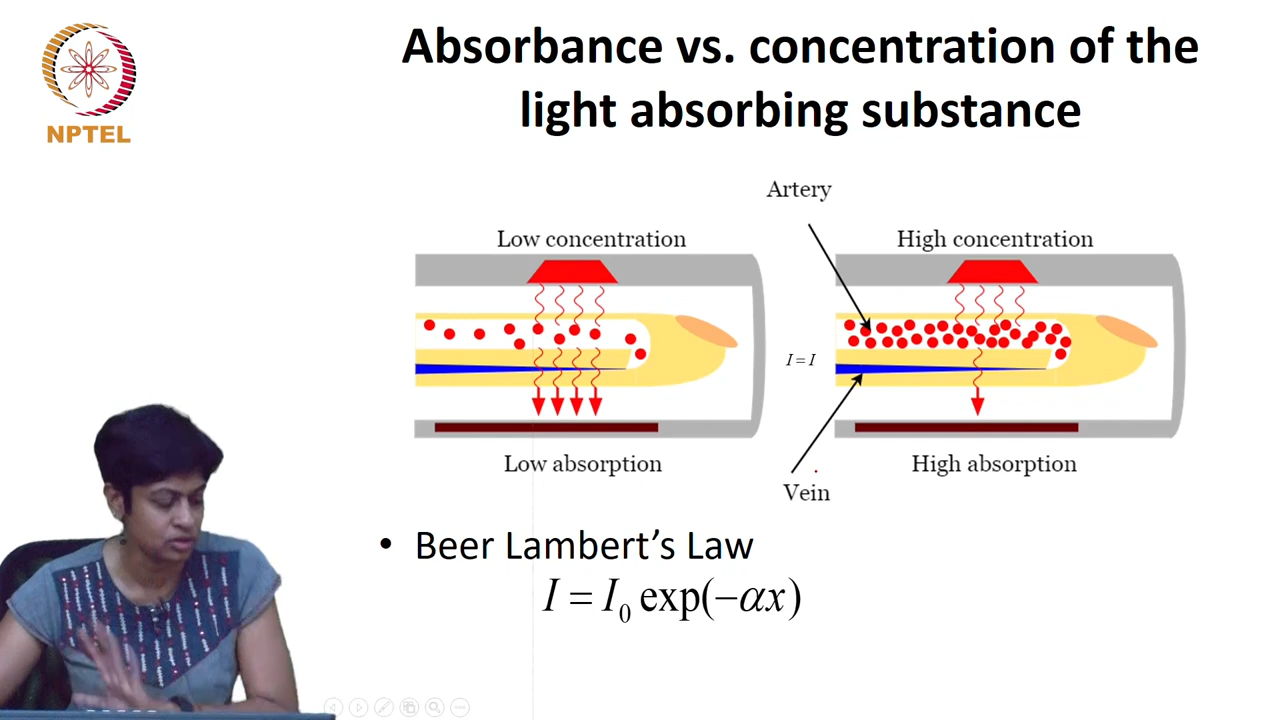 NPTEL
Absorbance vs. concentration of the
light absorbing substance
Artery
Low concentration
High concentration
I = I
Low absorption
High absorption
Vein
• Beer Lambert’s Law
I = I₀ exp(−αx)